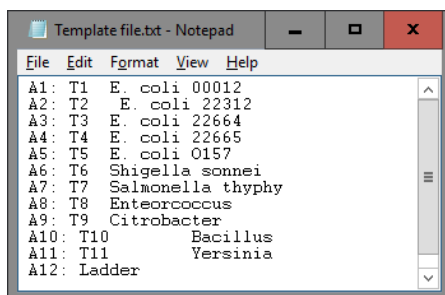 Template file.txt - Notepad
File Edit Format View Help
A1: T1 E. coli 00012
A2: T2 E. coli 22312
A3: T3 E. coli 22664
A4: T4 E. coli 22665
A5: T5 E. coli O157
A6: T6 Shigella sonnei
A7: T7 Salmonella thyphy
A8: T8 Enteorcoccus
A9: T9 Citrobacter
A10: T10 Bacillus
A11: T11 Yersinia
A12: Ladder